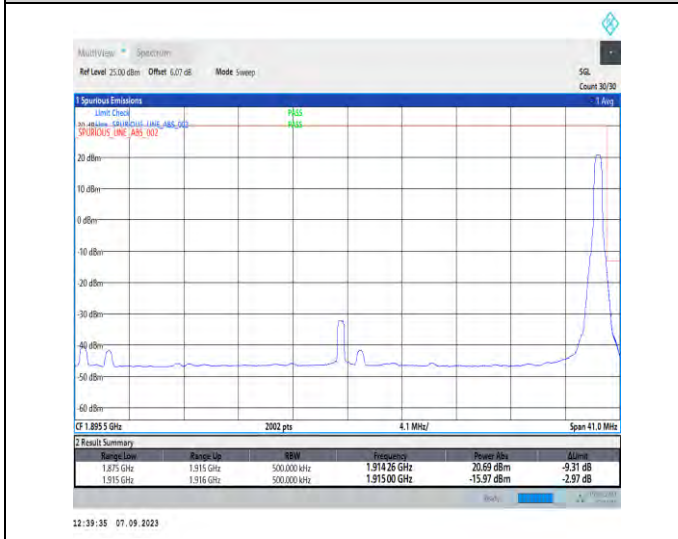 MultiView Spectrum
Ref Level 25.00 dBm Offset 6.07 dB Mode Sweep SGL
Count 30/30
1 Spurious Emissions 1 Avg
Limit Check PASS
Line SPURIOUS_LINE_ABS_002 PASS
SPURIOUS_LINE_ABS_002
20 dBm
10 dBm
0 dBm
-10 dBm
-20 dBm
-30 dBm
-40 dBm
-50 dBm
-60 dBm
CF 1.895 5 GHz 2002 pts 4.1 MHz/ Span 41.0 MHz
2 Result Summary
Range Low Range Up RBW Frequency Power Abs ΔLimit
1.875 GHz 1.915 GHz 500.000 kHz 1.914 26 GHz 20.69 dBm -9.31 dB
1.915 GHz 1.916 GHz 500.000 kHz 1.915 00 GHz -15.97 dBm -2.97 dB
Ready
12:39:35 07.09.2023